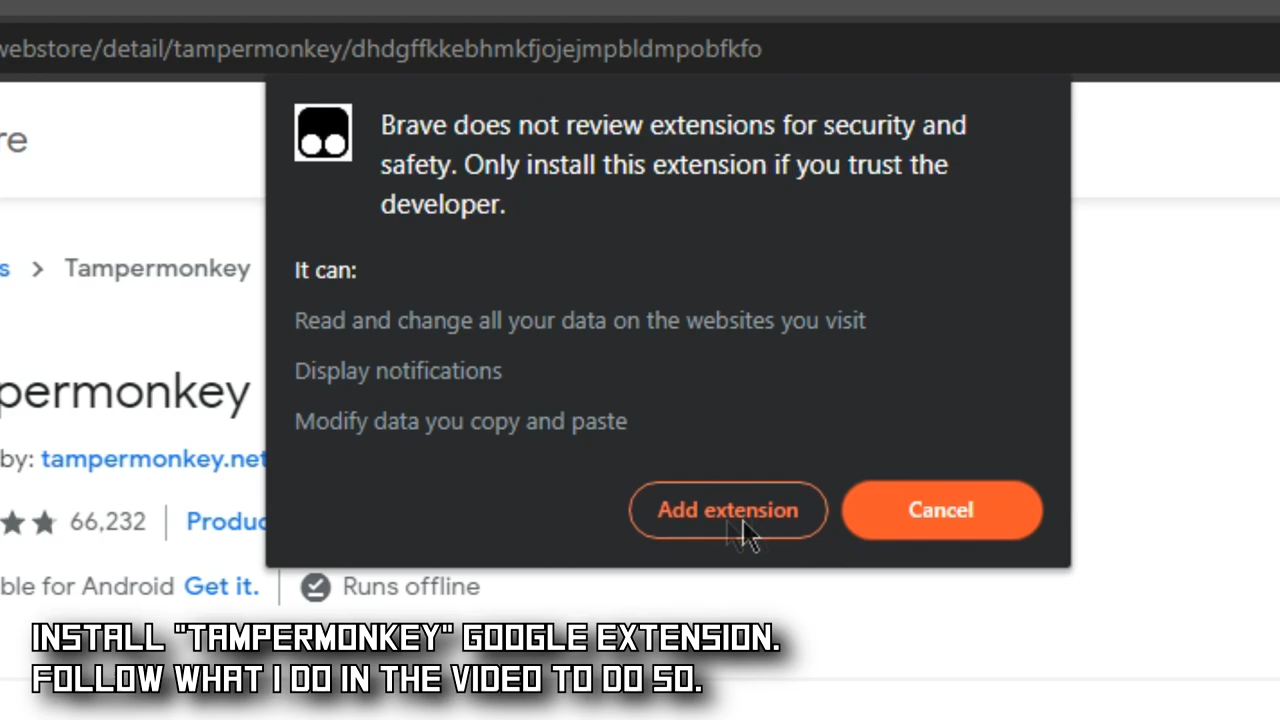 webstore/detail/tampermonkey/dhdgffkkebhmkfjojejmpbldmpobfkfo
re
Brave does not review extensions for security and
safety. Only install this extension if you trust the
developer.
s > Tampermonkey
It can:
Read and change all your data on the websites you visit
Display notifications
permonkey
Modify data you copy and paste
by: tampermonkey.net
66,232 | Produc
Add extension
Cancel
ble for Android Get it.
Runs offline
INSTALL "TAMPERMONKEY" GOOGLE EXTENSION.
FOLLOW WHAT I DO IN THE VIDEO TO DO SO.